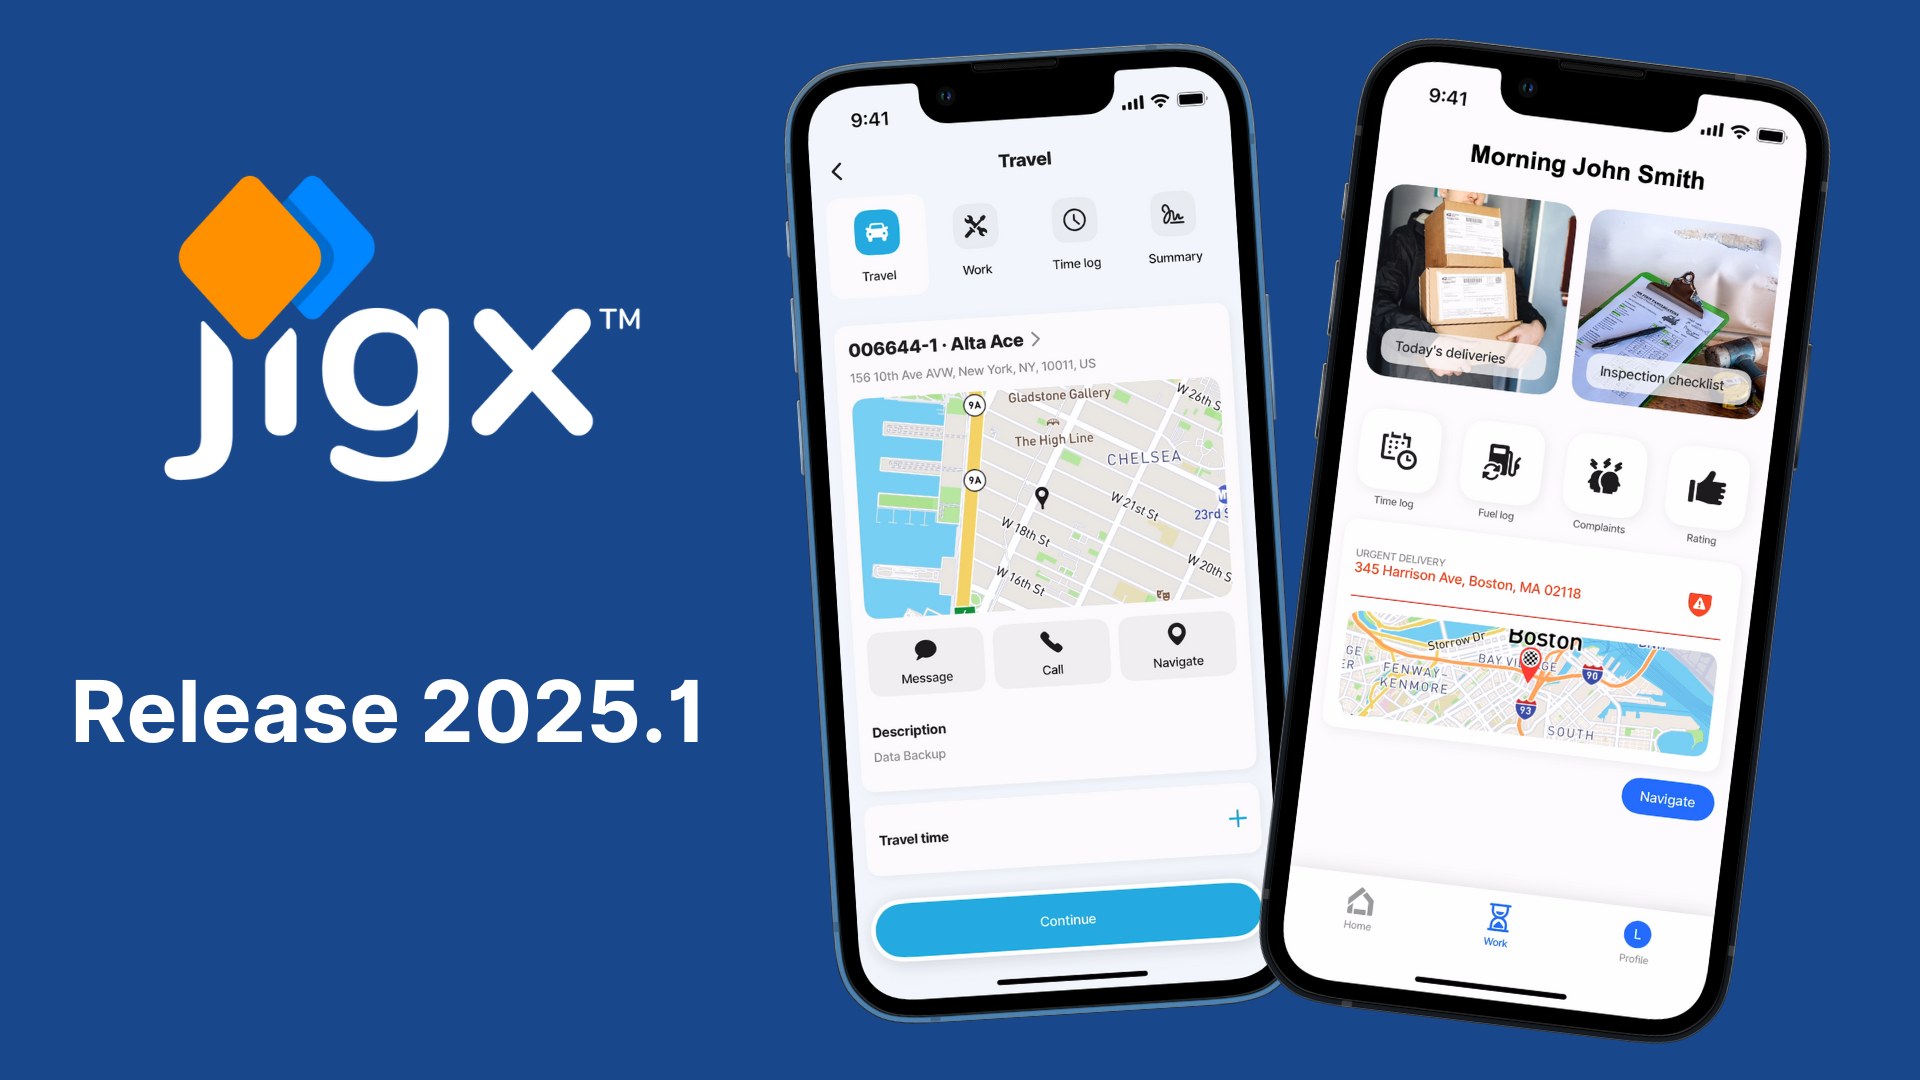 jigx™
Release 2025.1
9:41
Travel
Travel
Work
Time log
Summary
006644-1 · Alta Ace
156 10th Ave AVW, New York, NY, 10011, US
Gladstone Gallery
W 26th S
9A
The High Line
CHELSEA
9A
W 21st St
23rd S
W 18th St
W 20th S
W 16th St
Message
Call
Navigate
Description
Data Backup
Travel time
Continue
9:41
Morning John Smith
Today's deliveries
Inspection checklist
Time log
Fuel log
Complaints
Rating
URGENT DELIVERY
345 Harrison Ave, Boston, MA 02118
Storrow Dr
Boston
GE
ER
FENWAY-
KENMORE
BAY VI
GE
90
93
SOUTH
Navigate
Home
Work
L
Profile